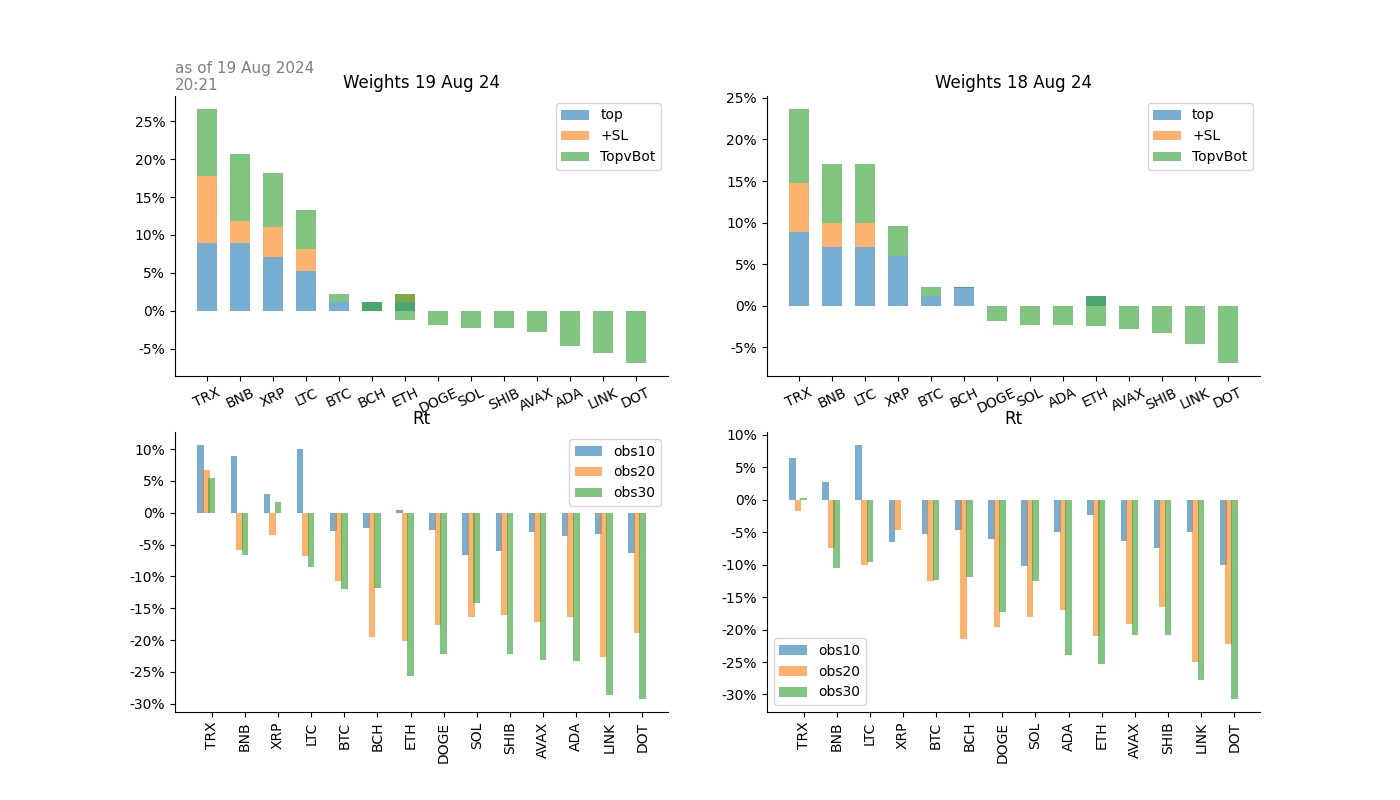 as of 19 Aug 2024
20:21
Weights 19 Aug 24
25%
20%
15%
10%
5%
0%
-5%
top
+SL
TopvBot
TRX BNB XRP LTC BTC BCH ETH DOGE SOL SHIB AVAX ADA LINK DOT
Weights 18 Aug 24
25%
20%
15%
10%
5%
0%
-5%
top
+SL
TopvBot
TRX BNB LTC XRP BTC BCH DOGE SOL ADA ETH AVAX SHIB LINK DOT
Rt
10%
5%
0%
-5%
-10%
-15%
-20%
-25%
-30%
obs10
obs20
obs30
TRX BNB XRP LTC BTC BCH ETH DOGE SOL SHIB AVAX ADA LINK DOT
Rt
10%
5%
0%
-5%
-10%
-15%
-20%
-25%
-30%
obs10
obs20
obs30
TRX BNB LTC XRP BTC BCH DOGE SOL ADA ETH AVAX SHIB LINK DOT